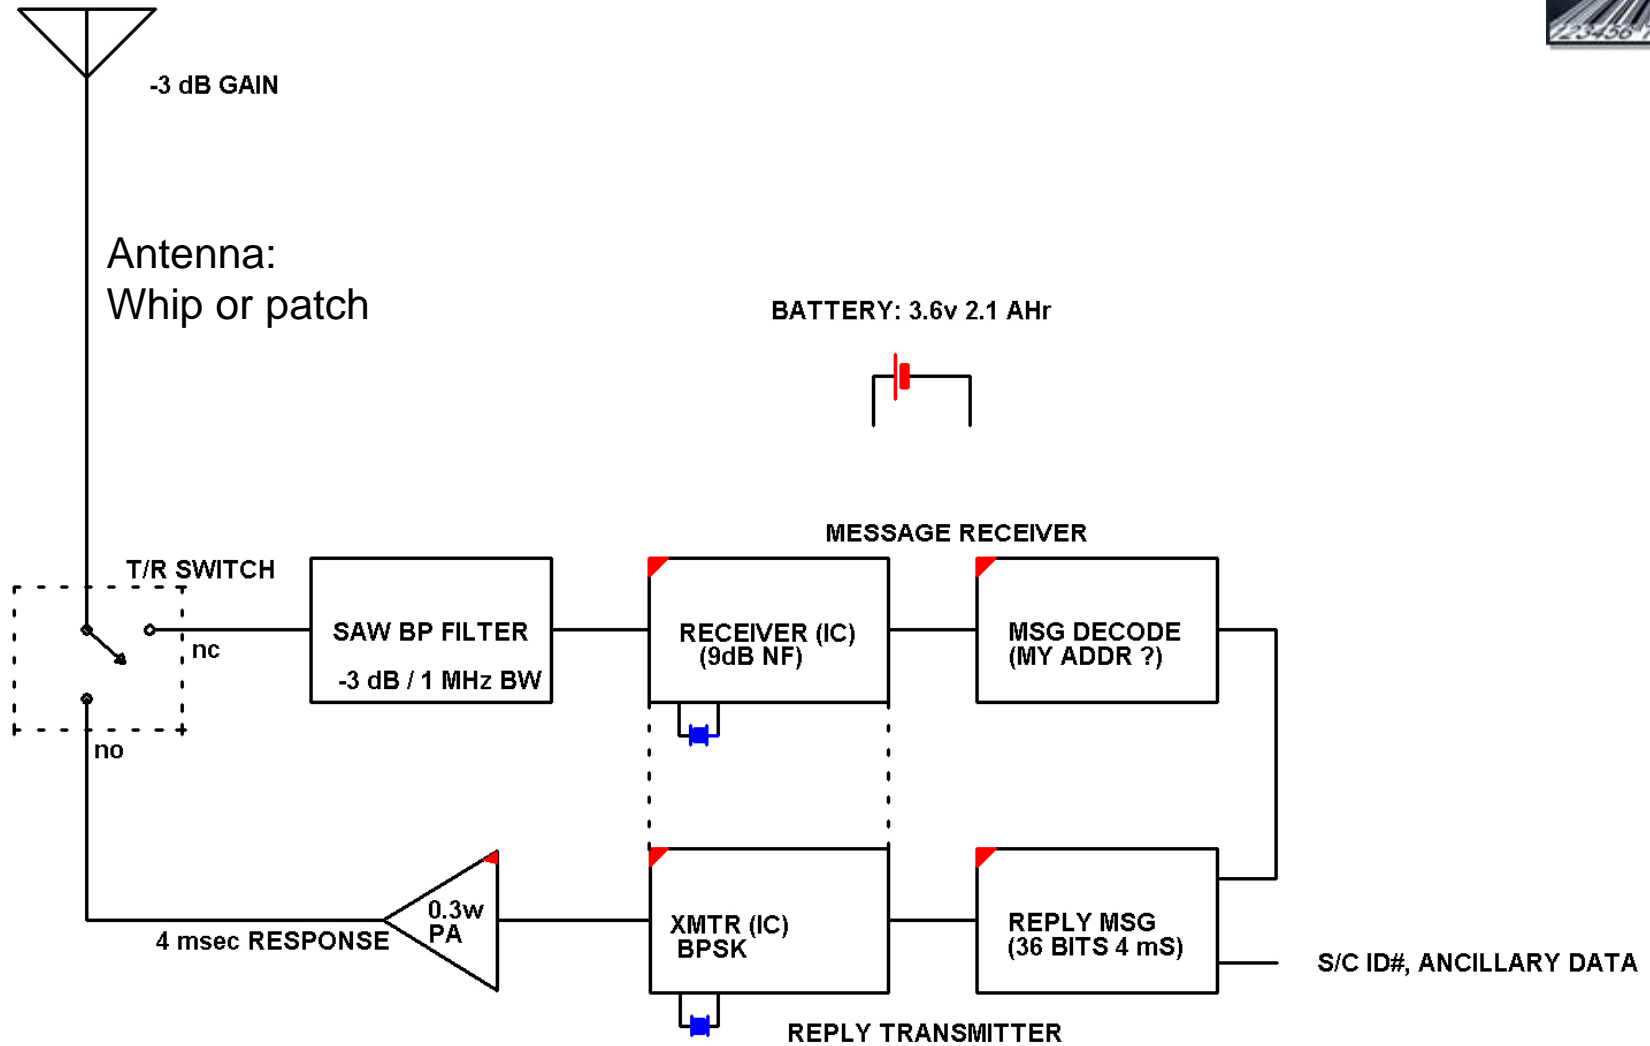 -3 dB GAIN
Antenna:
Whip or patch
BATTERY: 3.6v 2.1 AHr
MESSAGE RECEIVER
T/R SWITCH
nc
no
SAW BP FILTER
-3 dB / 1 MHz BW
RECEIVER (IC)
(9dB NF)
MSG DECODE
(MY ADDR ?)
0.3w
PA
4 msec RESPONSE
XMTR (IC)
BPSK
REPLY MSG
(36 BITS 4 mS)
S/C ID#, ANCILLARY DATA
REPLY TRANSMITTER